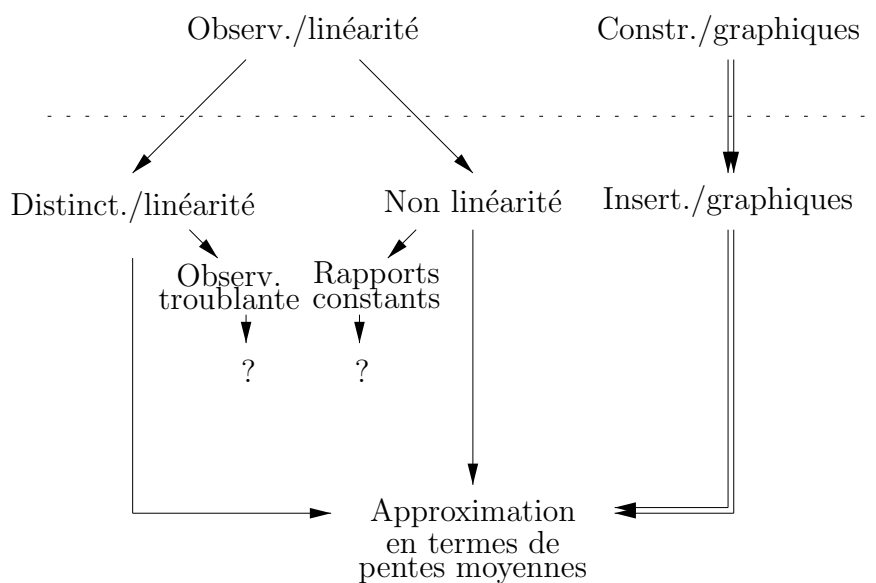 Observ./linéarité Constr./graphiques
Distinct./linéarité Non linéarité Insert./graphiques
Observ. Rapports
troublante constants
? ?
Approximation
en termes de
pentes moyennes